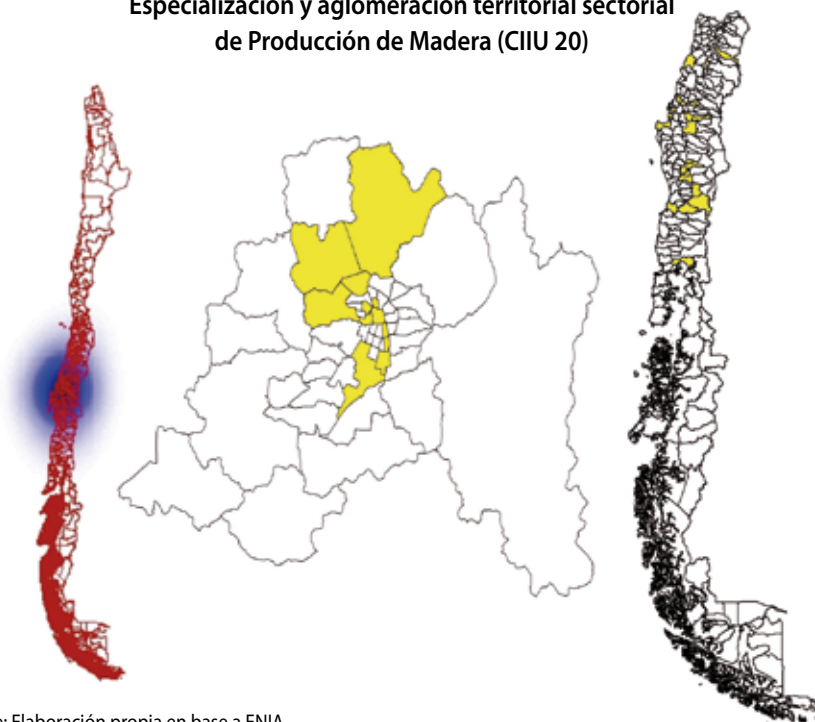 Especialización y aglomeración territorial sectorial
de Producción de Madera (CIIU 20)
Elaboración propia en base a ENIA